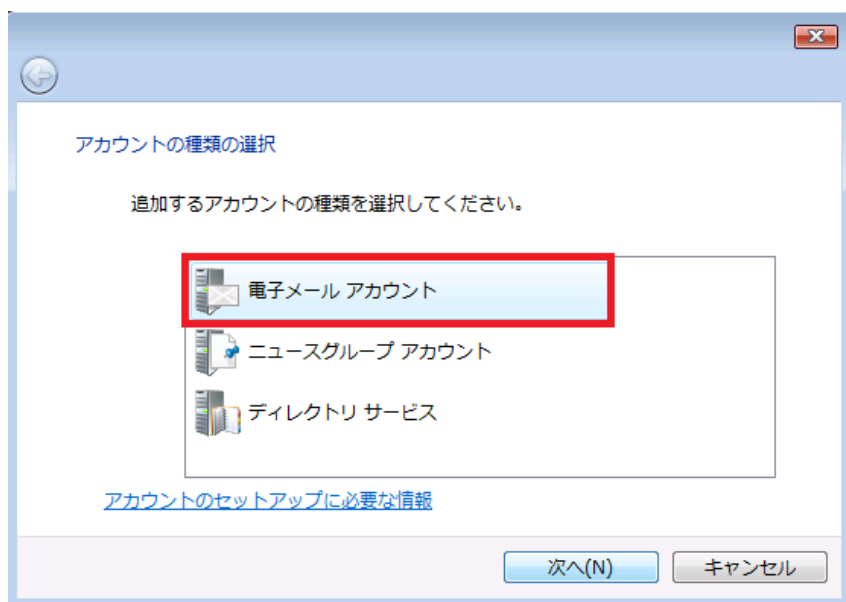 アカウントの種類の選択
追加するアカウントの種類を選択してください。
電子メール アカウント
ニュースグループ アカウント
ディレクトリ サービス
アカウントのセットアップに必要な情報
次へ(N)
キャンセル